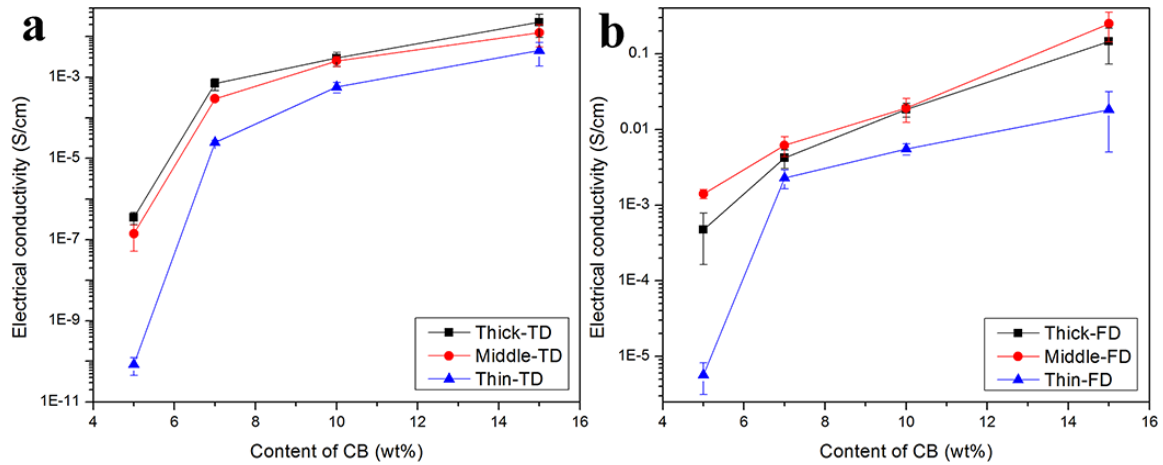 a
Electrical conductivity (S/cm)
1E-3
1E-5
1E-7
1E-9
1E-11
4 6 8 10 12 14 16
Content of CB (wt%)
Thick-TD
Middle-TD
Thin-TD
b
Electrical conductivity (S/cm)
0.1
0.01
1E-3
1E-4
1E-5
4 6 8 10 12 14 16
Content of CB (wt%)
Thick-FD
Middle-FD
Thin-FD